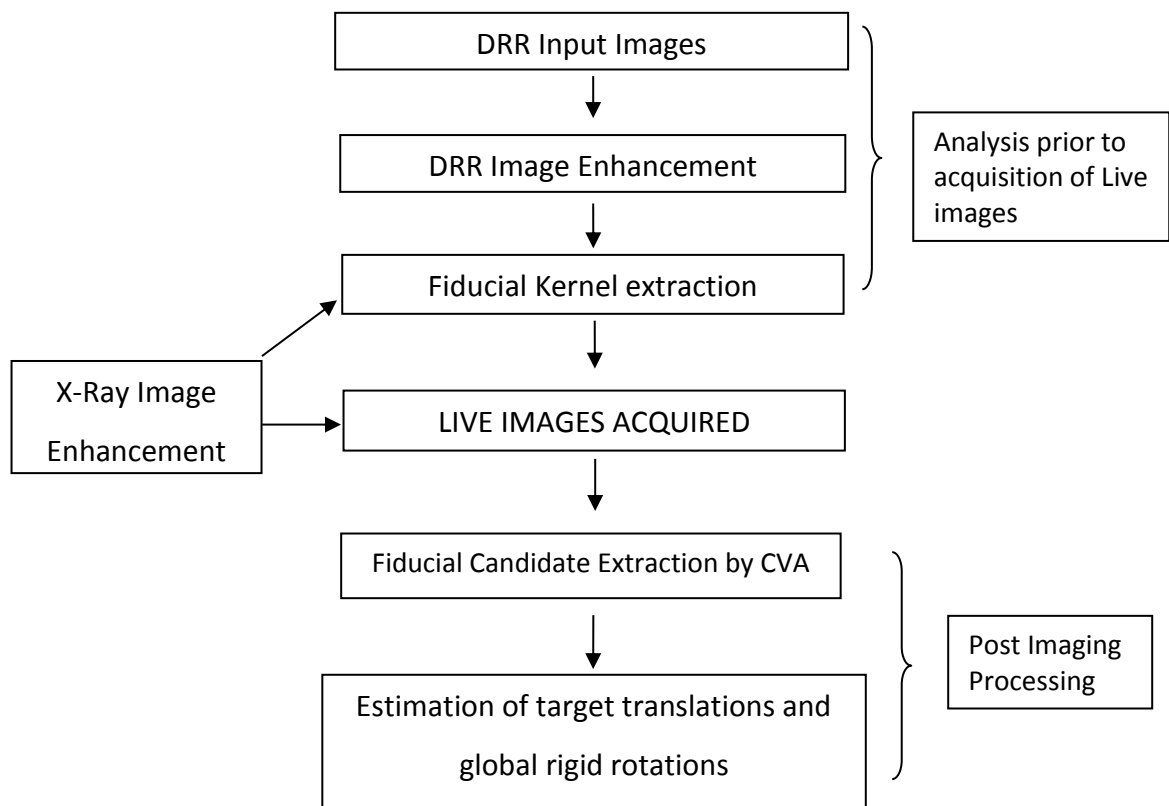 DRR Input Images
DRR Image Enhancement
Analysis prior to
acquisition of Live
images
Fiducial Kernel extraction
X-Ray Image
Enhancement
LIVE IMAGES ACQUIRED
Fiducial Candidate Extraction by CVA
Post Imaging
Processing
Estimation of target translations and
global rigid rotations